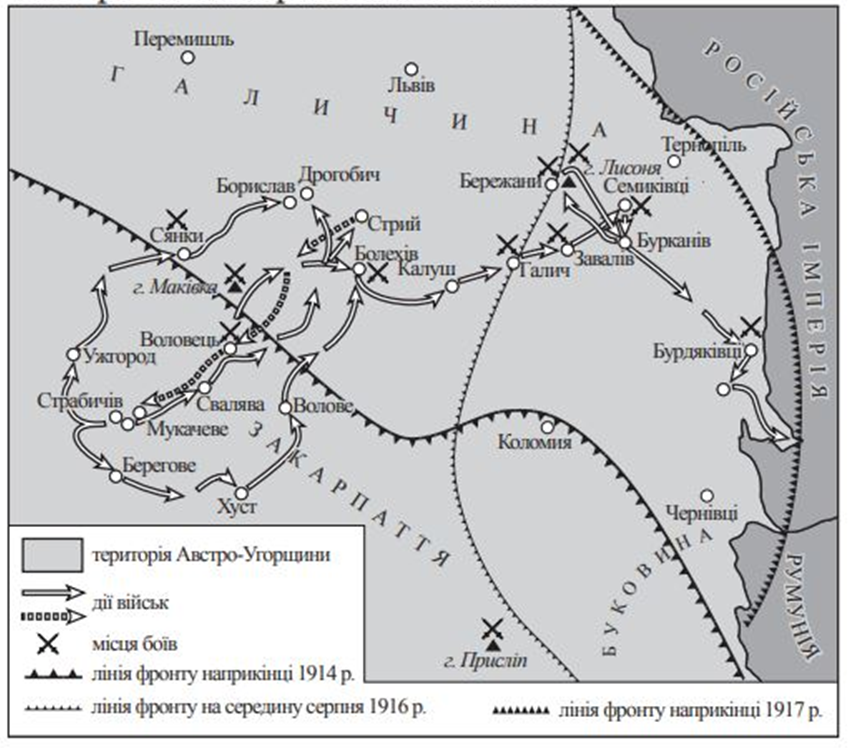 Перемишль
Львів
ГАЛИЧИНА
РОСІЙСЬКА ІМПЕРІЯ
Тернопіль
Дрогобич
Борислав
Бережани
г. Лисоня
Семиківці
Стрий
Сянки
Болехів
Бурканів
Калуш
Галич
Завалів
г. Маківка
Воловець
Ужгород
Бурдяківці
Страбичів
Свалява
Волове
Мукачеве
Коломия
ЗАКАРПАТТЯ
Берегове
Хуст
Чернівці
БУКОВИНА
РУМУНІЯ
г. Присліп
територія Австро-Угорщини
дії військ
місця боїв
лінія фронту наприкінці 1914 р.
лінія фронту на середину серпня 1916 р.
лінія фронту наприкінці 1917 р.